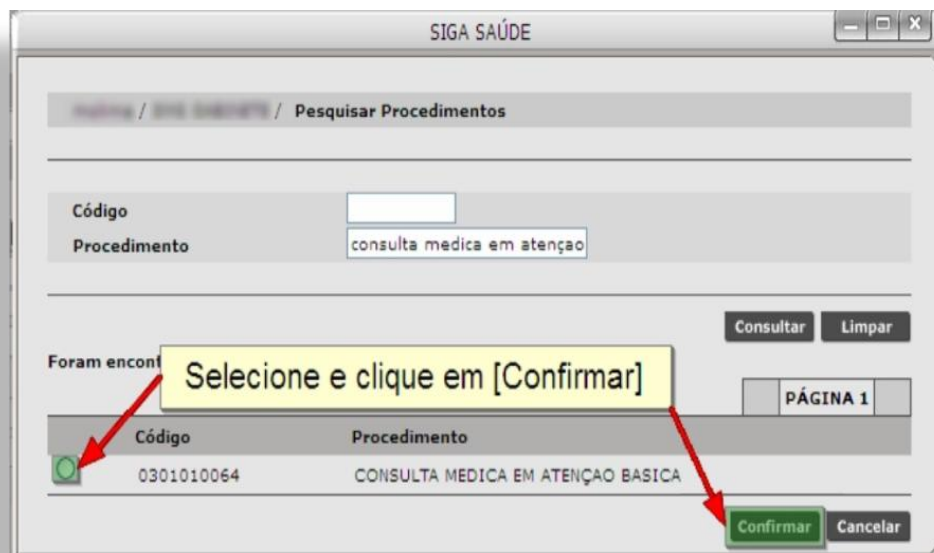 SIGA SAÚDE
/ / Pesquisar Procedimentos
Código
Procedimento consulta medica em atençao
Consultar Limpar
Foram
Selecione e clique em [Confirmar]
PÁGINA 1
Código Procedimento
0301010064 CONSULTA MEDICA EM ATENÇAO BASICA
Confirmar Cancelar